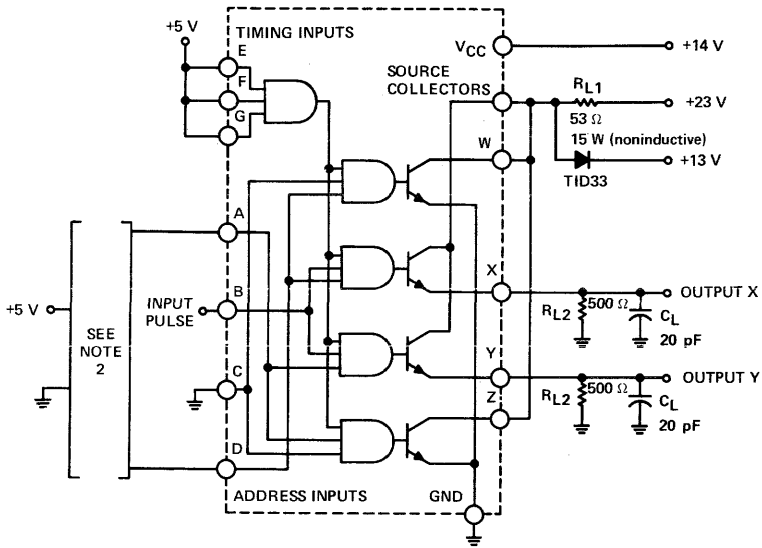 +5 V
TIMING INPUTS
E
F
G
VCC
+14 V
SOURCE
COLLECTORS
RL1
+23 V
53 Ω
15 W (noninductive)
W
+13 V
TID33
A
+5 V
SEE
NOTE
2
INPUT
PULSE
B
X
OUTPUT X
RL2
500 Ω
CL
20 pF
C
Y
OUTPUT Y
RL2
500 Ω
CL
20 pF
Z
D
ADDRESS INPUTS
GND